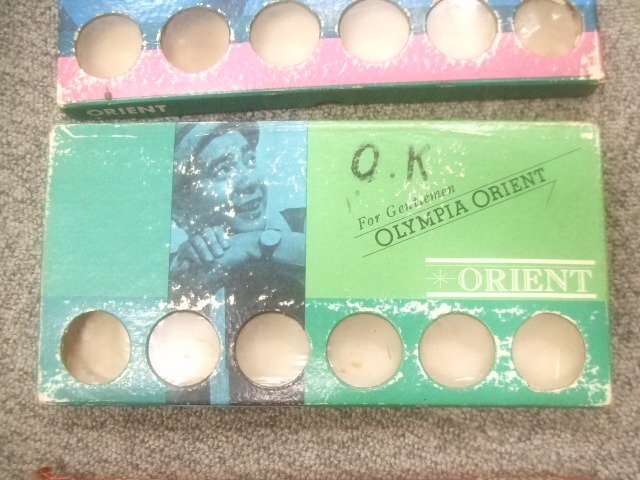 ORIENT
O.K
For Gentlemen
OLYMPIA ORIENT
ORIENT